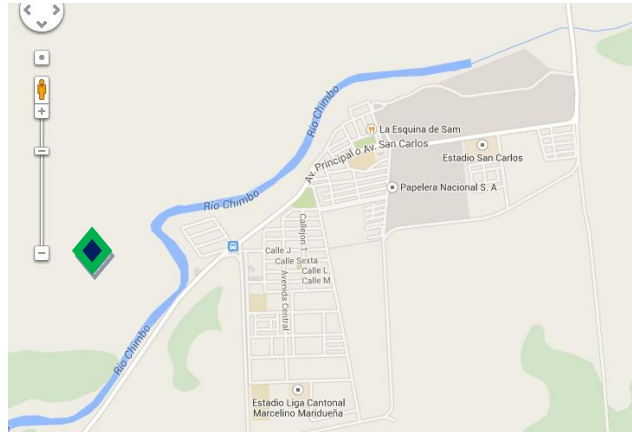 Río Chimbo
La Esquina de Sam
Av. Principal o Av. San Carlos
Estadio San Carlos
Papelera Nacional S. A
Río Chimbo
Callejon 1
Calle J
Calle Sexta
Calle L
Calle M
Avenida Central
Río Chimbo
Estadio Liga Cantonal
Marcelino Maridueña